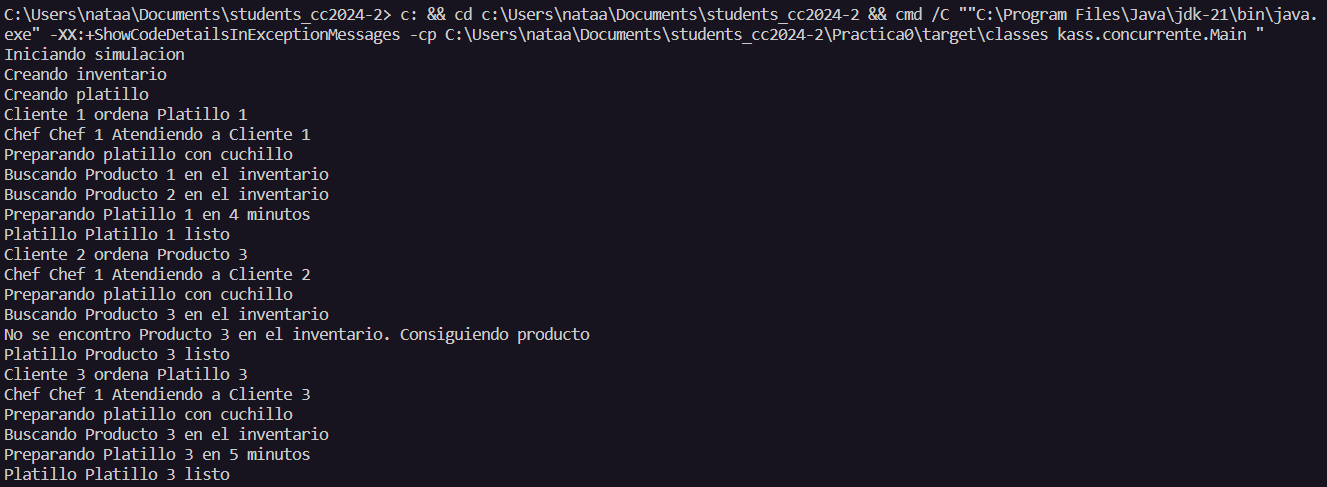 C:\Users\nataa\Documents\students_cc2024-2> c: && cd c:\Users\nataa\Documents\students_cc2024-2 && cmd /C ""C:\Program Files\Java\jdk-21\bin\java.
exe" -XX:+ShowCodeDetailsInExceptionMessages -cp C:\Users\nataa\Documents\students_cc2024-2\Practica0\target\classes kass.concurrente.Main "
Iniciando simulacion
Creando inventario
Creando platillo
Cliente 1 ordena Platillo 1
Chef Chef 1 Atendiendo a Cliente 1
Preparando platillo con cuchillo
Buscando Producto 1 en el inventario
Buscando Producto 2 en el inventario
Preparando Platillo 1 en 4 minutos
Platillo Platillo 1 listo
Cliente 2 ordena Producto 3
Chef Chef 1 Atendiendo a Cliente 2
Preparando platillo con cuchillo
Buscando Producto 3 en el inventario
No se encontro Producto 3 en el inventario. Consiguiendo producto
Platillo Producto 3 listo
Cliente 3 ordena Platillo 3
Chef Chef 1 Atendiendo a Cliente 3
Preparando platillo con cuchillo
Buscando Producto 3 en el inventario
Preparando Platillo 3 en 5 minutos
Platillo Platillo 3 listo